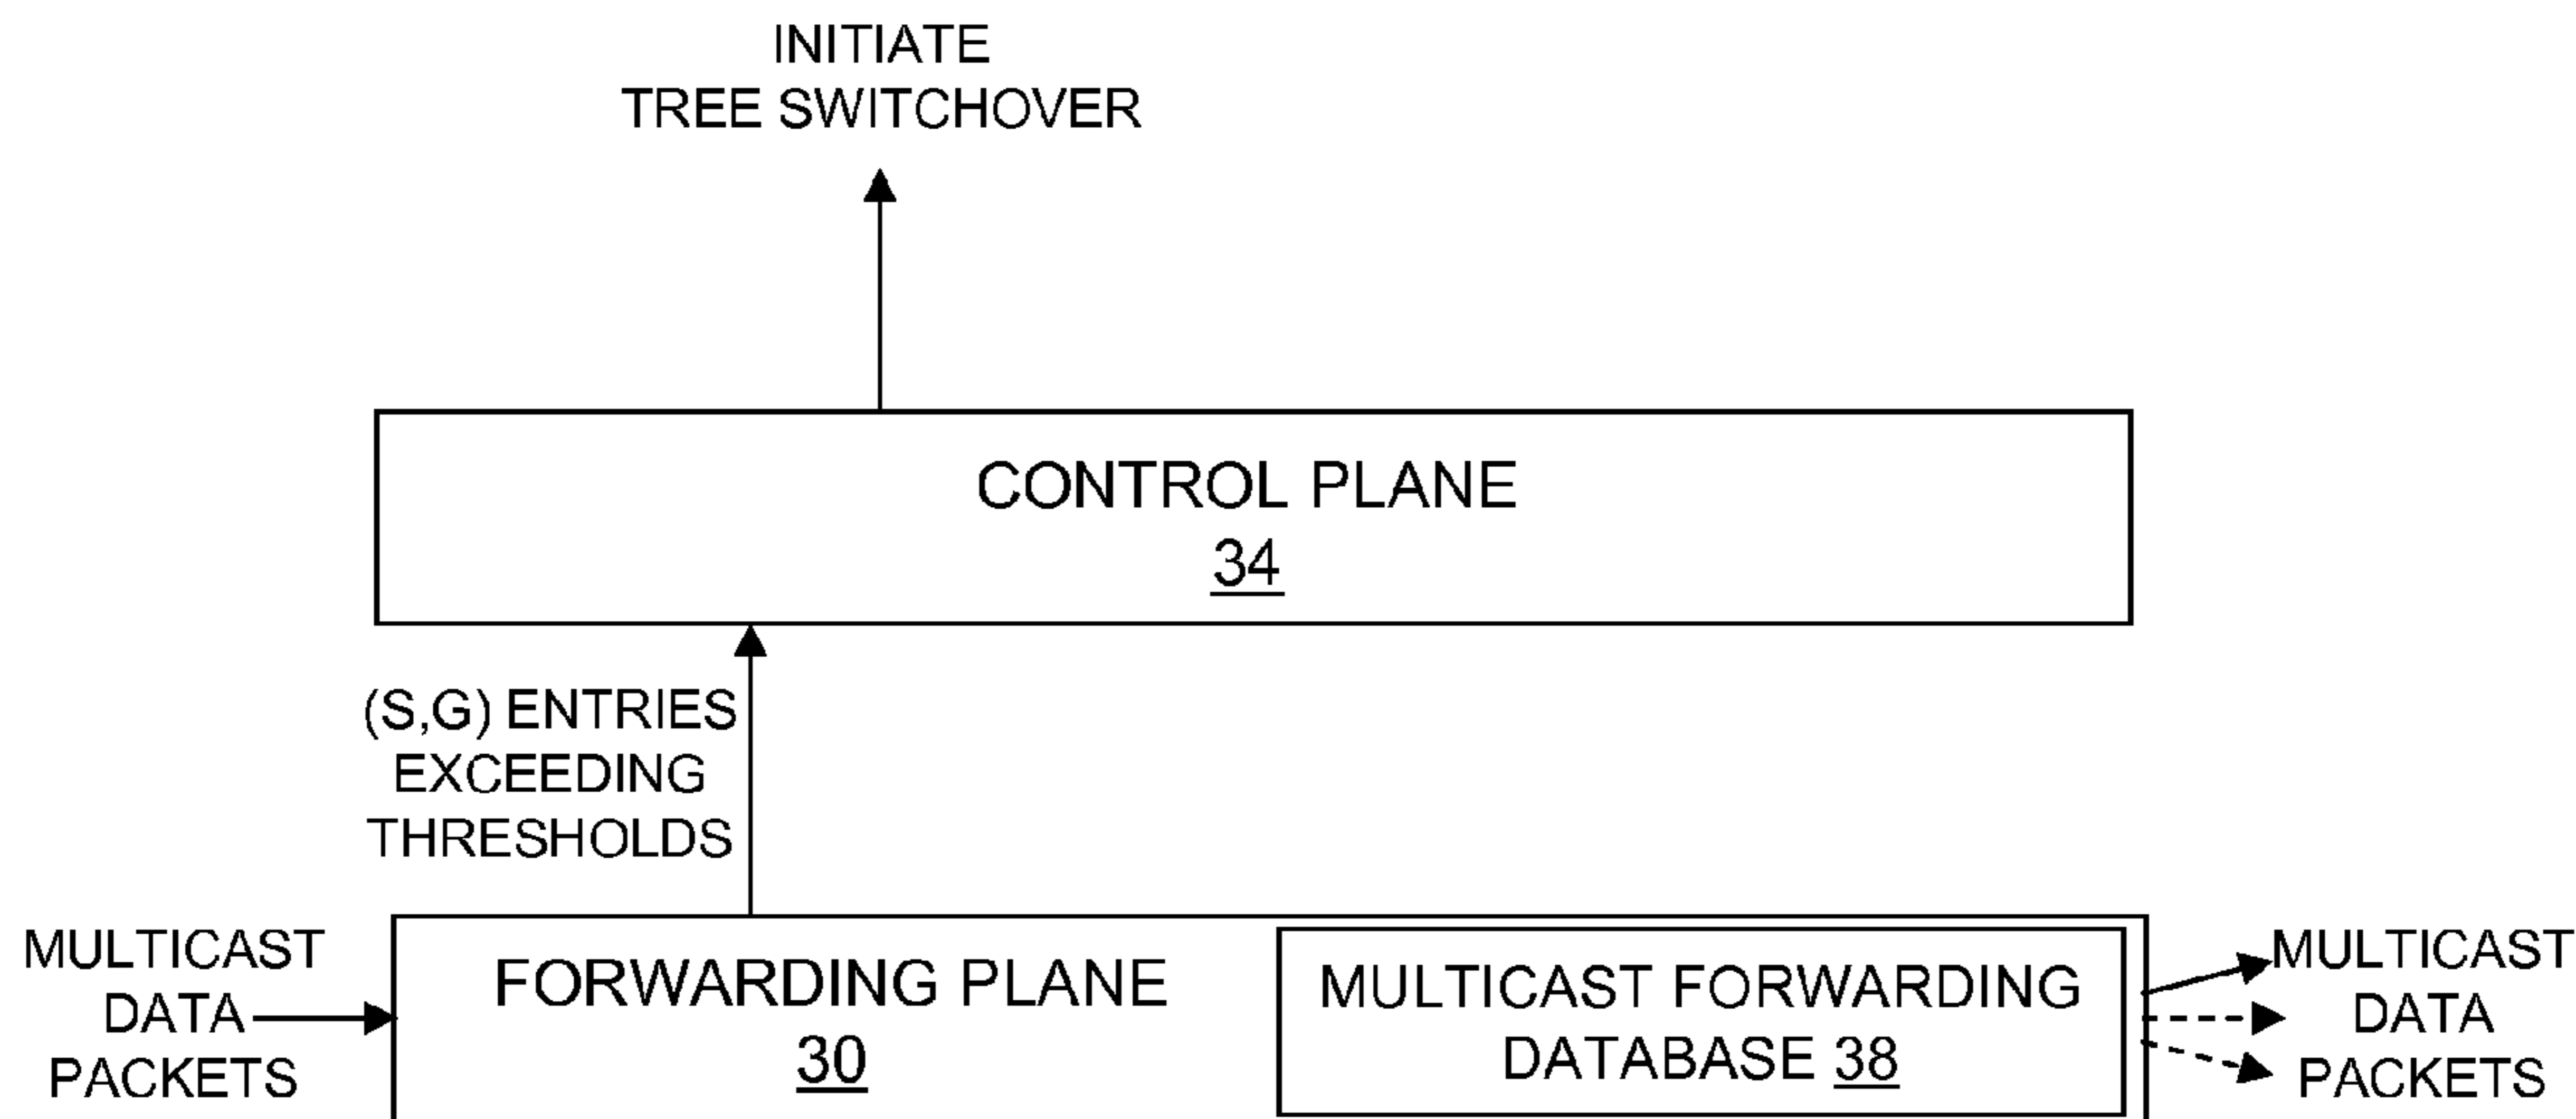 INITIATE
TREE SWITCHOVER
CONTROL PLANE
34
(S,G) ENTRIES
EXCEEDING
THRESHOLDS
MULTICAST
DATA
PACKETS
FORWARDING PLANE
30
MULTICAST FORWARDING
DATABASE 38
MULTICAST
DATA
PACKETS